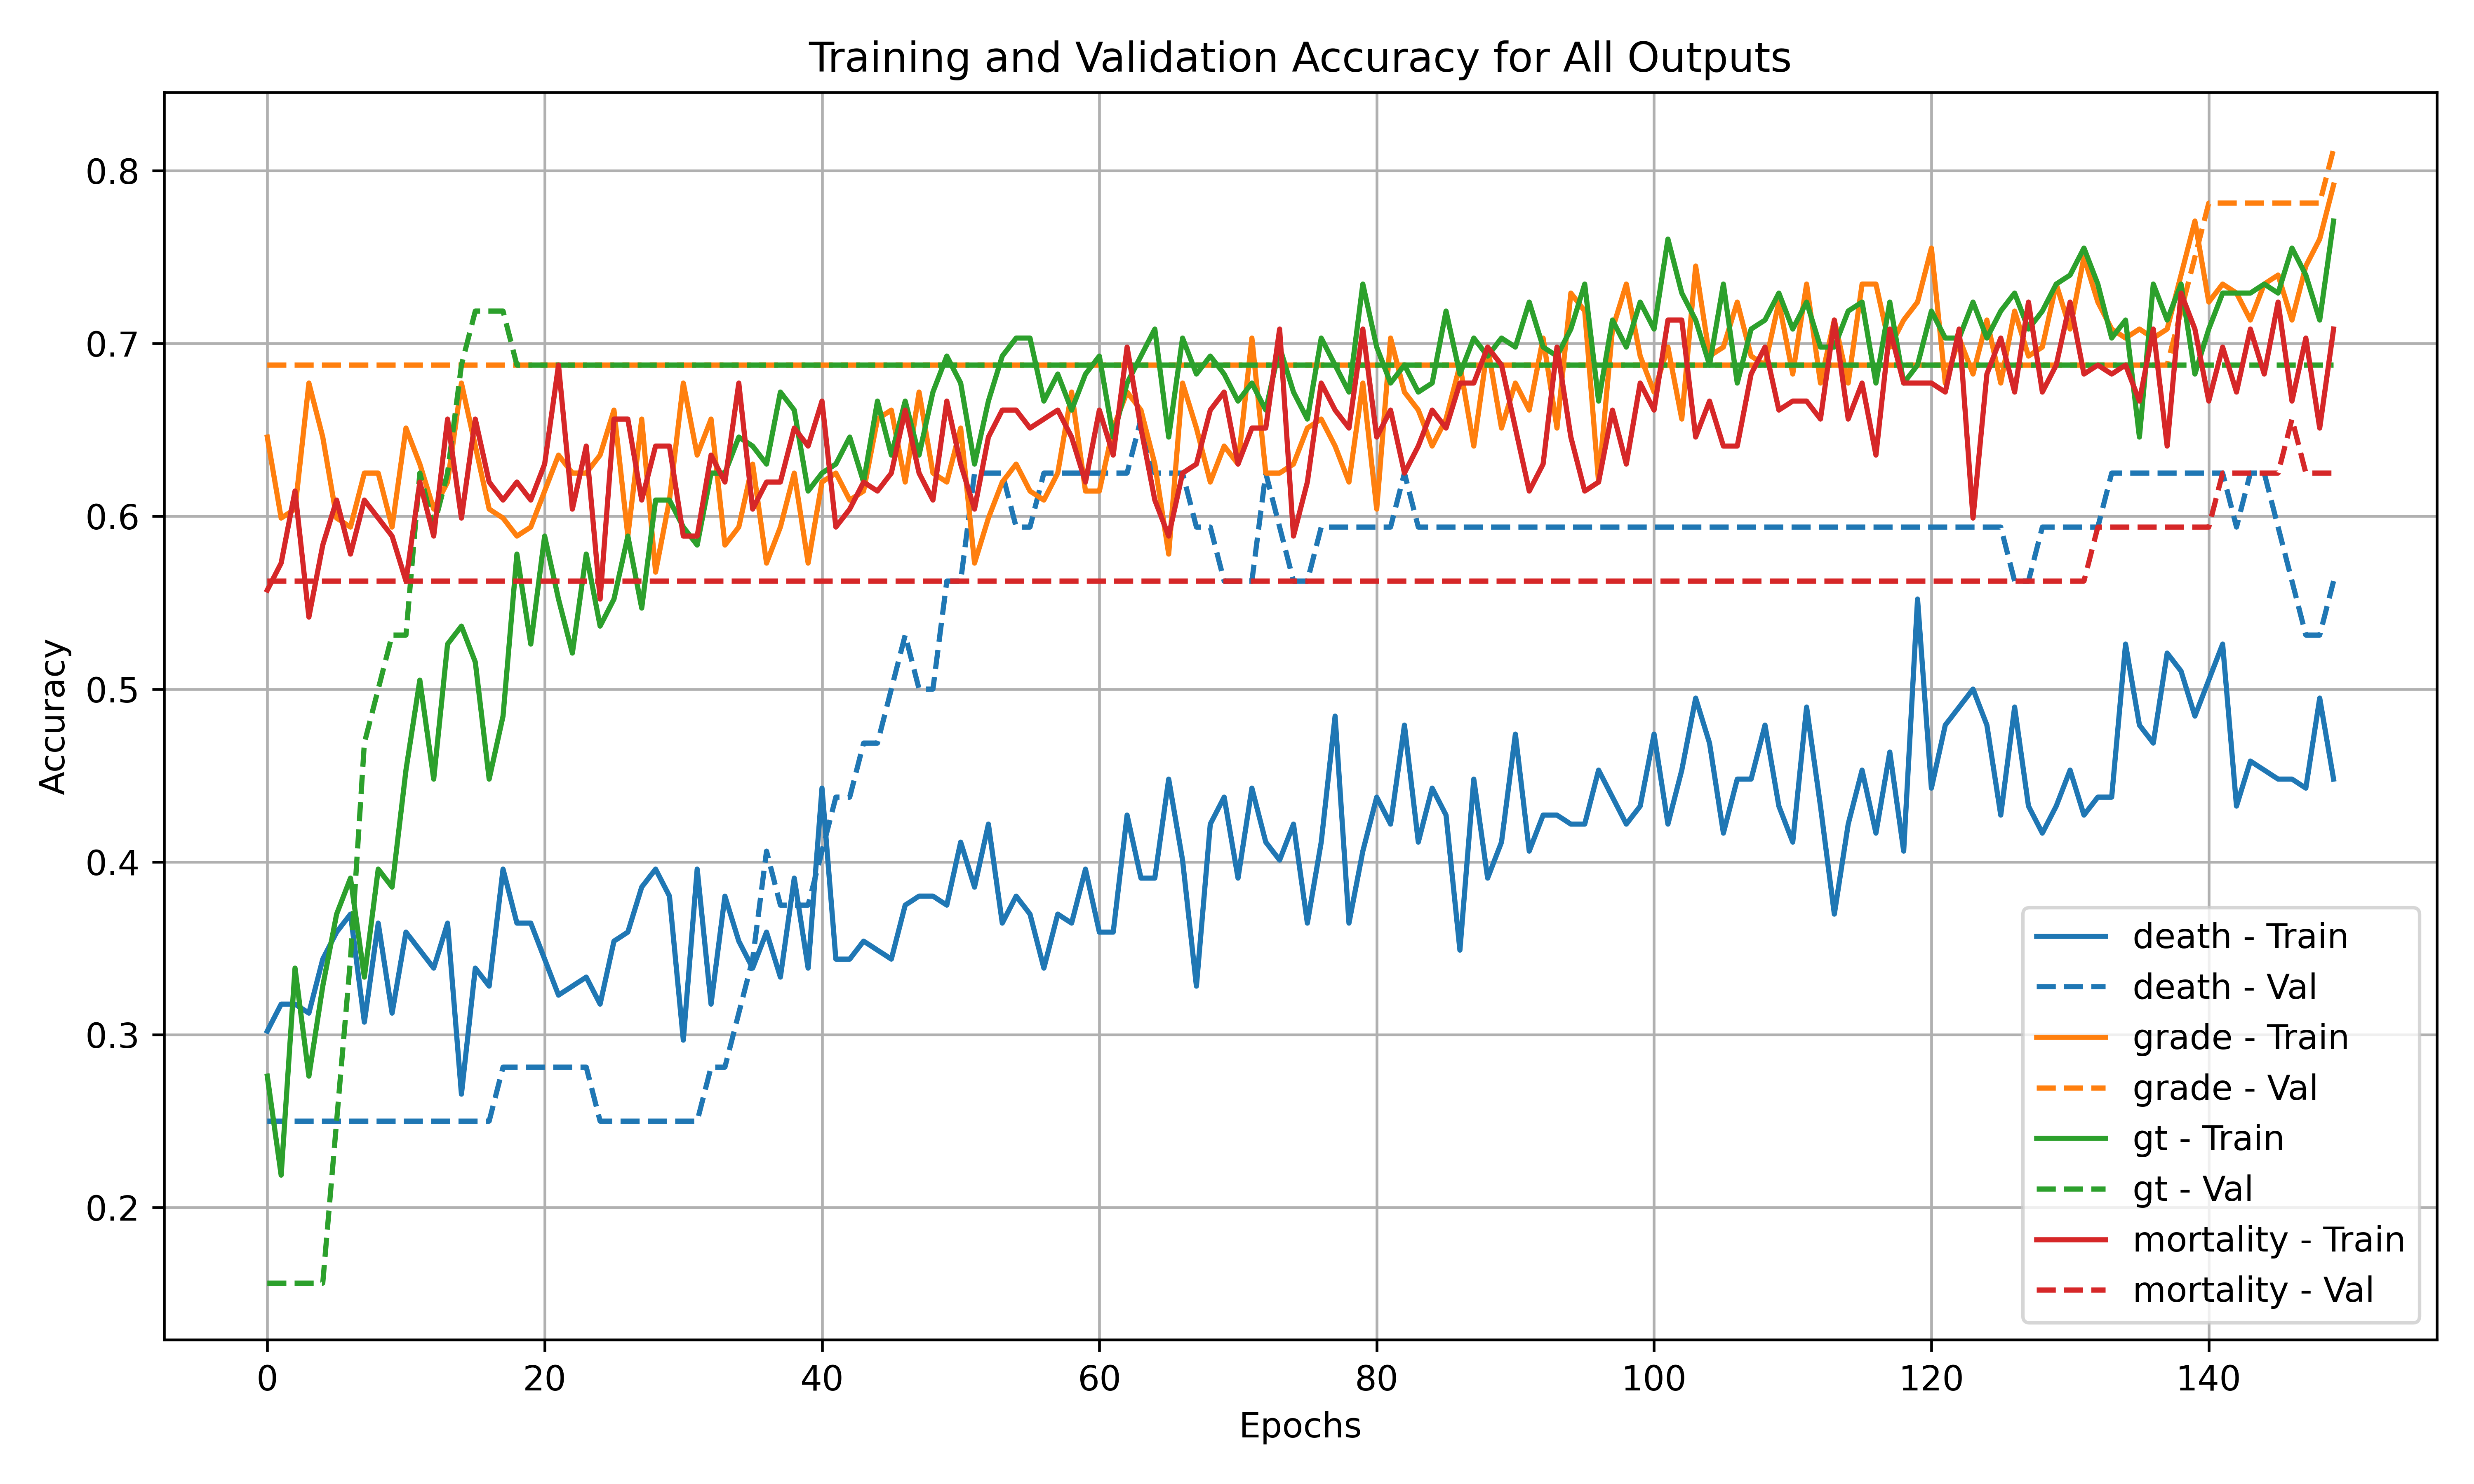 Training and Validation Accuracy for All Outputs
Accuracy
0.8
0.7
0.6
0.5
0.4
0.3
0.2
0 20 40 60 80 100 120 140
Epochs
death - Train
death - Val
grade - Train
grade - Val
gt - Train
gt - Val
mortality - Train
mortality - Val